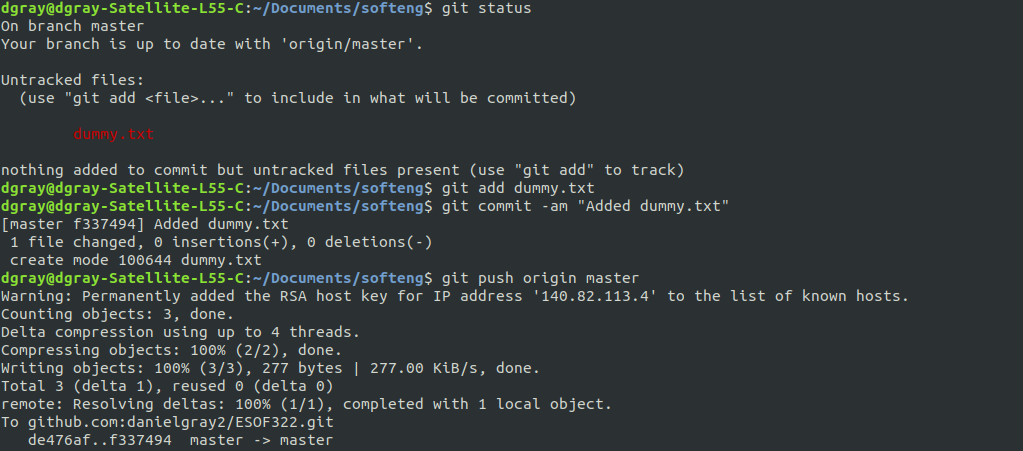 dgray@dgray-Satellite-L55-C:~/Documents/softeng$ git status
On branch master
Your branch is up to date with 'origin/master'.
Untracked files:
(use "git add <file>..." to include in what will be committed)
dummy.txt
nothing added to commit but untracked files present (use "git add" to track)
dgray@dgray-Satellite-L55-C:~/Documents/softeng$ git add dummy.txt
dgray@dgray-Satellite-L55-C:~/Documents/softeng$ git commit -am "Added dummy.txt"
[master f337494] Added dummy.txt
1 file changed, 0 insertions(+), 0 deletions(-)
create mode 100644 dummy.txt
dgray@dgray-Satellite-L55-C:~/Documents/softeng$ git push origin master
Warning: Permanently added the RSA host key for IP address '140.82.113.4' to the list of known hosts.
Counting objects: 3, done.
Delta compression using up to 4 threads.
Compressing objects: 100% (2/2), done.
Writing objects: 100% (3/3), 277 bytes | 277.00 KiB/s, done.
Total 3 (delta 1), reused 0 (delta 0)
remote: Resolving deltas: 100% (1/1), completed with 1 local object.
To github.com:danielgray2/ESOF322.git
de476af..f337494  master -> master